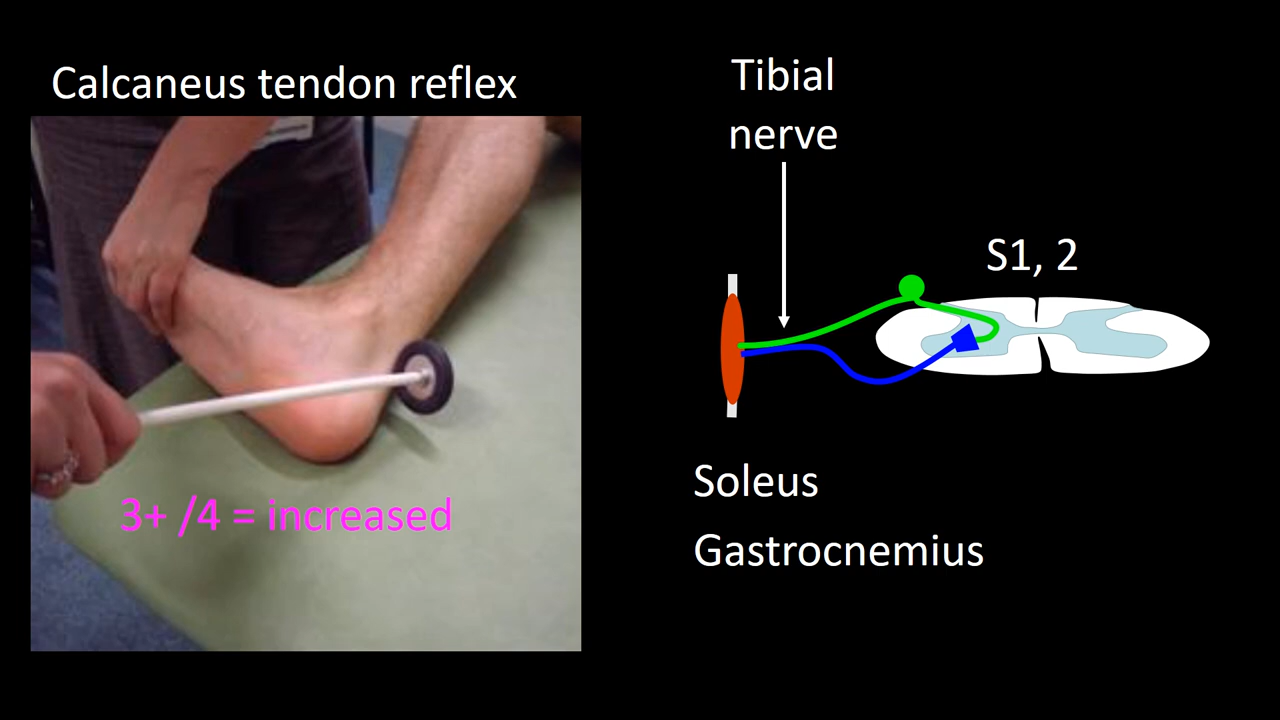 Calcaneus tendon reflex
3+ /4 = increased
Tibial
nerve
S1, 2
Soleus
Gastrocnemius